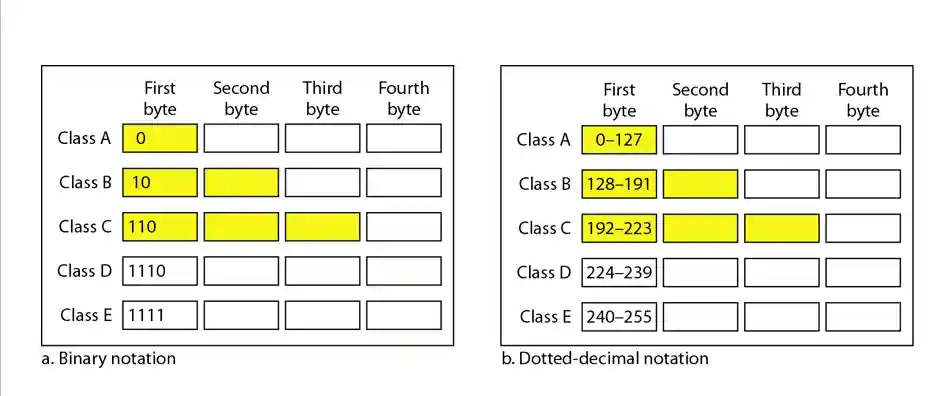 First Second Third Fourth
byte byte byte byte
Class A 0
Class B 10
Class C 110
Class D 1110
Class E 1111
a. Binary notation
First Second Third Fourth
byte byte byte byte
Class A 0–127
Class B 128–191
Class C 192–223
Class D 224–239
Class E 240–255
b. Dotted-decimal notation